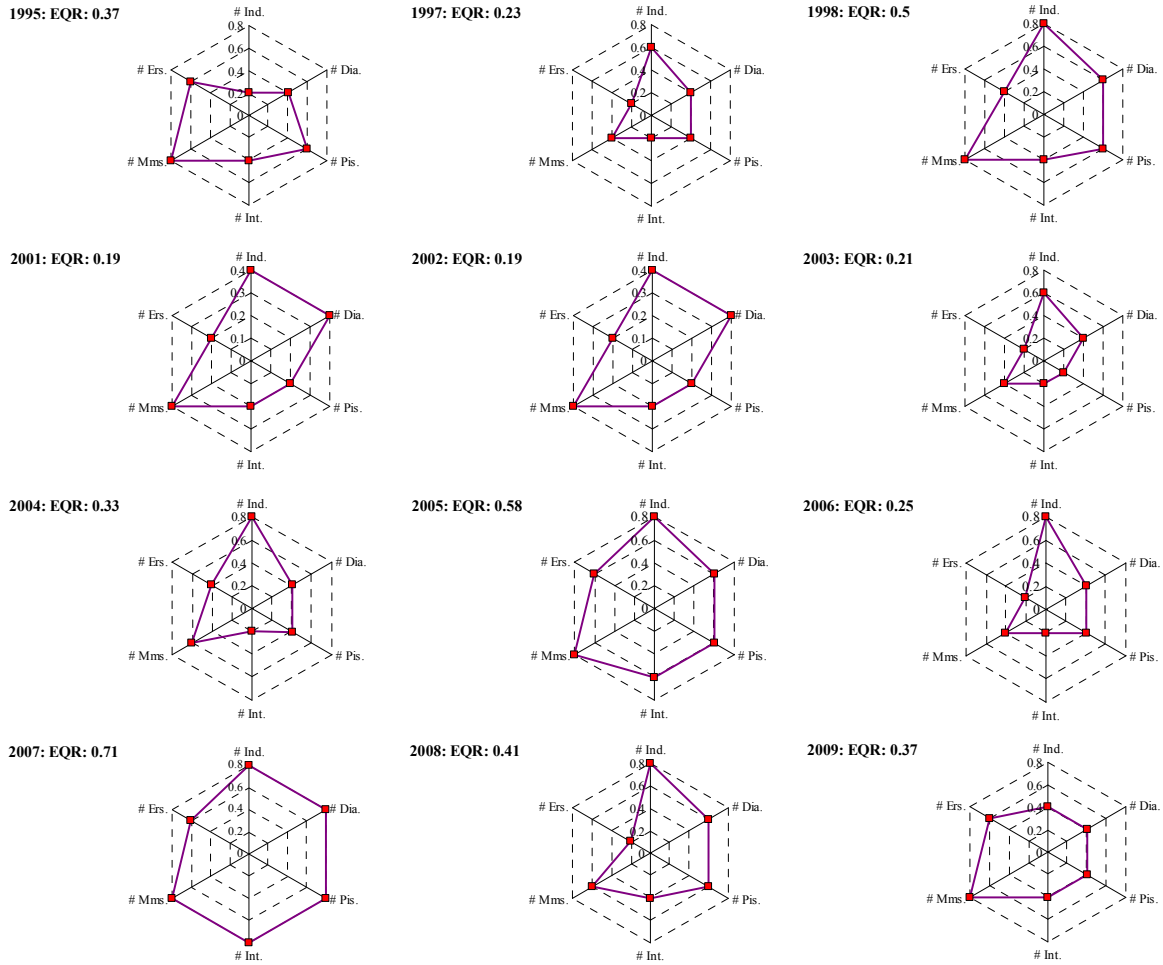 1995: EQR: 0.37
# Ind.
0.8
0.6
# Ers.
# Dia.
0.4
0.2
0
# Mms.
# Pis.
# Int.
1997: EQR: 0.23
# Ind.
0.8
0.6
# Ers.
# Dia.
0.4
0.2
0
# Mms.
# Pis.
# Int.
1998: EQR: 0.5
# Ind.
0.8
0.6
# Ers.
# Dia.
0.4
0.2
0
# Mms.
# Pis.
# Int.
2001: EQR: 0.19
# Ind.
0.4
0.3
# Ers.
# Dia.
0.2
0.1
0
# Mms.
# Pis.
# Int.
2002: EQR: 0.19
# Ind.
0.4
0.3
# Ers.
# Dia.
0.2
0.1
0
# Mms.
# Pis.
# Int.
2003: EQR: 0.21
# Ind.
0.8
0.6
# Ers.
# Dia.
0.4
0.2
0
# Mms.
# Pis.
# Int.
2004: EQR: 0.33
# Ind.
0.8
0.6
# Ers.
# Dia.
0.4
0.2
0
# Mms.
# Pis.
# Int.
2005: EQR: 0.58
# Ind.
0.8
0.6
# Ers.
# Dia.
0.4
0.2
0
# Mms.
# Pis.
# Int.
2006: EQR: 0.25
# Ind.
0.8
0.6
# Ers.
# Dia.
0.4
0.2
0
# Mms.
# Pis.
# Int.
2007: EQR: 0.71
# Ind.
0.8
0.6
# Ers.
# Dia.
0.4
0.2
0
# Mms.
# Pis.
# Int.
2008: EQR: 0.41
# Ind.
0.8
0.6
# Ers.
# Dia.
0.4
0.2
0
# Mms.
# Pis.
# Int.
2009: EQR: 0.37
# Ind.
0.8
0.6
# Ers.
# Dia.
0.4
0.2
0
# Mms.
# Pis.
# Int.